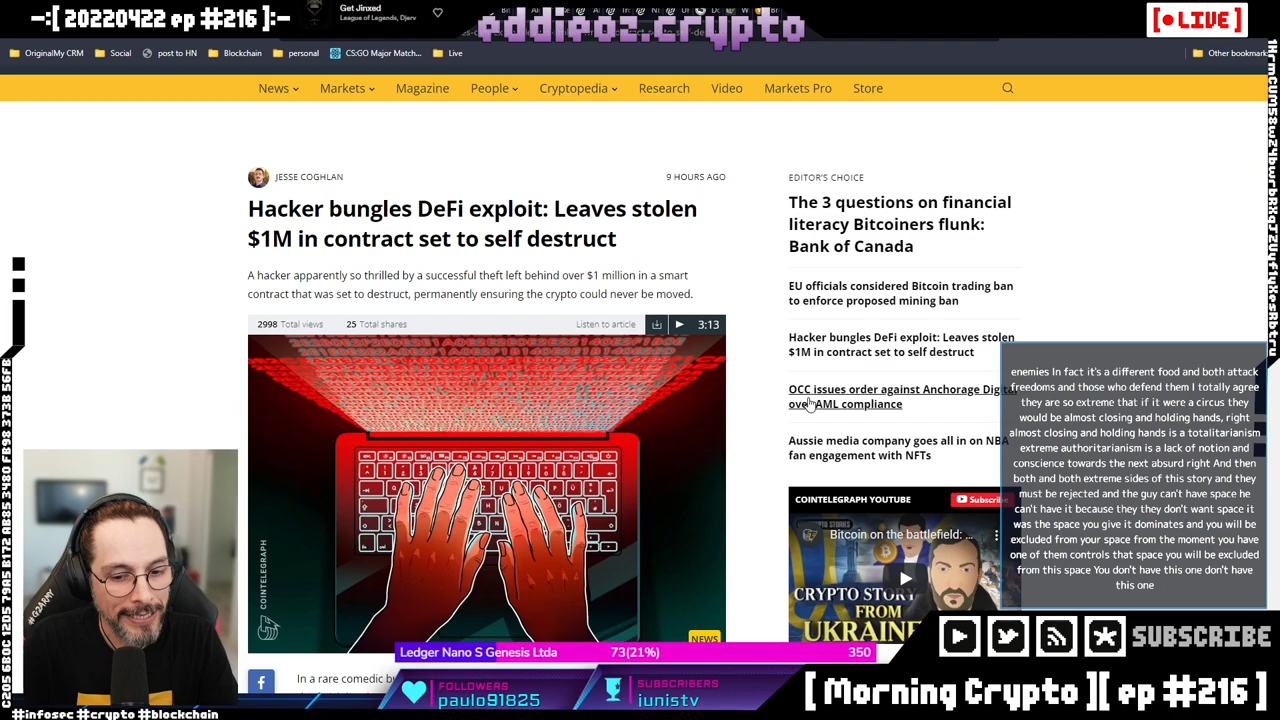 -:[ 20220422 ep #216 ]:-
Get Jinxed
League of Legends, Djerv
eddieoz.crypto
[ LIVE ]
OriginalMy CRM
Social
post to HN
Blockchain
personal
CS:GO Major Match...
Live
Other bookmark
News
Markets
Magazine
People
Cryptopedia
Research
Video
Markets Pro
Store
JESSE COGHLAN
9 HOURS AGO
Hacker bungles DeFi exploit: Leaves stolen
$1M in contract set to self destruct
A hacker apparently so thrilled by a successful theft left behind over $1 million in a smart
contract that was set to destruct, permanently ensuring the crypto could never be moved.
2998 Total views
25 Total shares
Listen to article
3:13
COINTELEGRAPH
NEWS
In a rare comedic
EDITOR'S CHOICE
The 3 questions on financial
literacy Bitcoiners flunk:
Bank of Canada
EU officials considered Bitcoin trading ban
to enforce proposed mining ban
Hacker bungles DeFi exploit: Leaves stolen
$1M in contract set to self destruct
OCC issues order against Anchorage Digital
over AML compliance
Aussie media company goes all in on NBA
fan engagement with NFTs
COINTELEGRAPH YOUTUBE
Subscribe
CRYPTO STORIES
Bitcoin on the battlefield: ...
CRYPTO STORY
FROM
UKRAINE
enemies In fact it's a different food and both attack
freedoms and those who defend them I totally agree
they are so extreme that if it were a circus they
would be almost closing and holding hands, right
almost closing and holding hands is a totalitarianism
extreme authoritarianism is a lack of notion and
conscience towards the next absurd right And then
both and both extreme sides of this story and they
must be rejected and the guy can't have space he
can't have it because they they don't want space it
was the space you give it dominates and you will be
excluded from your space from the moment you have
one of them controls that space you will be excluded
from this space You don't have this one don't have
this one
#G2ARMY
Ledger Nano S Genesis Ltda
73(21%)
350
FOLLOWERS
paulo91825
SUBSCRIBERS
iunistv
SUBSCRIBE
[ Morning Crypto ][ ep #216 ]
#infosec #crypto #blockchain